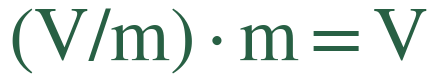 (V/m) · m = V